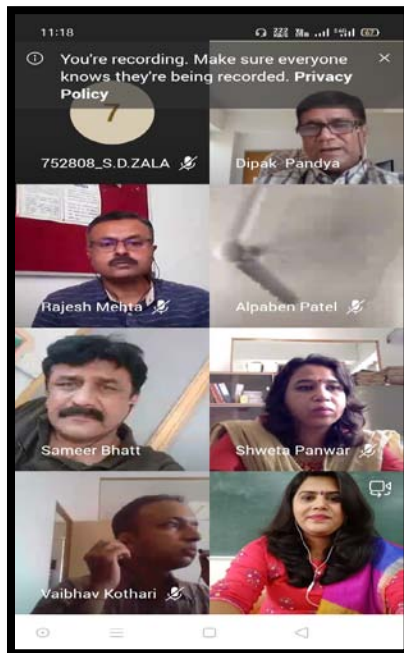 11:18
You're recording. Make sure everyone
knows they're being recorded. Privacy
Policy
7
752808_S.D.ZALA
Dipak Pandya
Rajesh Mehta
Alpaben Patel
Sameer Bhatt
Shweta Panwar
Vaibhav Kothari